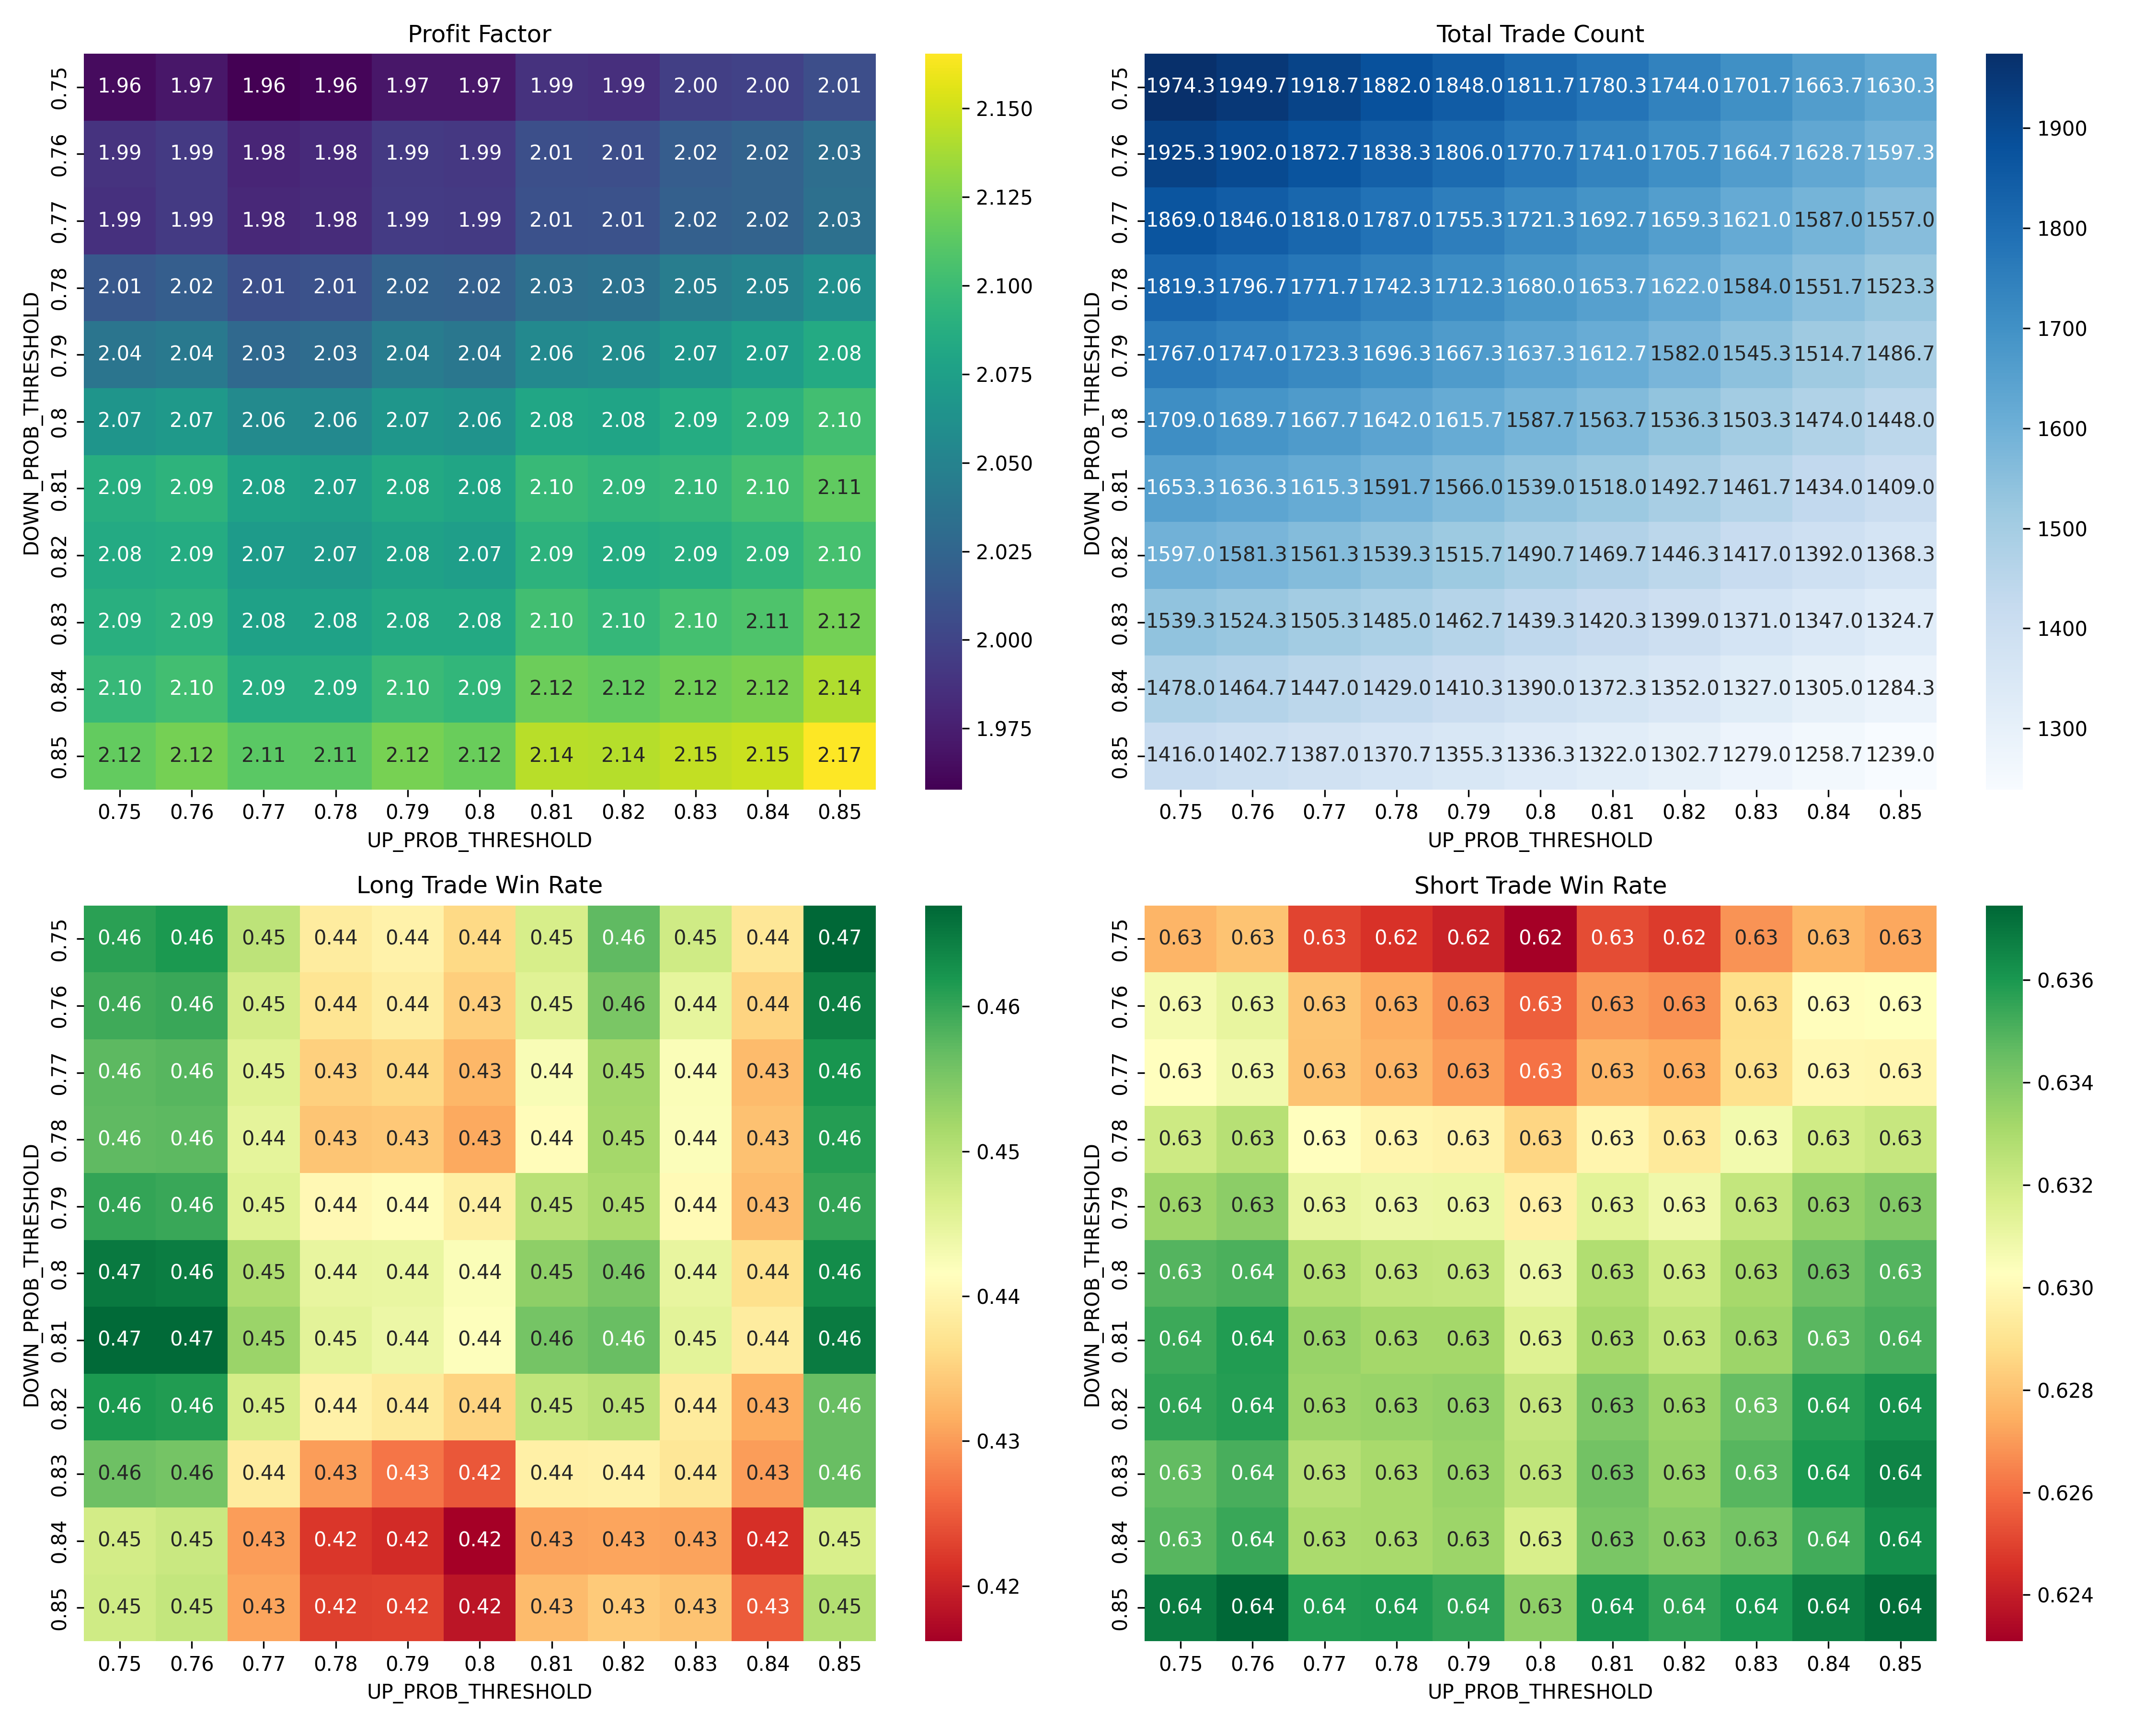 Profit Factor
0.75 1.96 1.97 1.96 1.96 1.97 1.97 1.99 1.99 2.00 2.00 2.01
0.76 1.99 1.99 1.98 1.98 1.99 1.99 2.01 2.01 2.02 2.02 2.03
0.77 1.99 1.99 1.98 1.98 1.99 1.99 2.01 2.01 2.02 2.02 2.03
0.78 2.01 2.02 2.01 2.01 2.02 2.02 2.03 2.03 2.05 2.05 2.06
0.79 2.04 2.04 2.03 2.03 2.04 2.04 2.06 2.06 2.07 2.07 2.08
0.8 2.07 2.07 2.06 2.06 2.07 2.06 2.08 2.08 2.09 2.09 2.10
0.81 2.09 2.09 2.08 2.07 2.08 2.08 2.10 2.09 2.10 2.10 2.11
0.82 2.08 2.09 2.07 2.07 2.08 2.07 2.09 2.09 2.09 2.09 2.10
0.83 2.09 2.09 2.08 2.08 2.08 2.08 2.10 2.10 2.10 2.11 2.12
0.84 2.10 2.10 2.09 2.09 2.10 2.09 2.12 2.12 2.12 2.12 2.14
0.85 2.12 2.12 2.11 2.11 2.12 2.12 2.14 2.14 2.15 2.15 2.17
0.75 0.76 0.77 0.78 0.79 0.8 0.81 0.82 0.83 0.84 0.85
UP_PROB_THRESHOLD
DOWN_PROB_THRESHOLD
2.150
2.125
2.100
2.075
2.050
2.025
2.000
1.975
Total Trade Count
0.75 1974.3 1949.7 1918.7 1882.0 1848.0 1811.7 1780.3 1744.0 1701.7 1663.7 1630.3
0.76 1925.3 1902.0 1872.7 1838.3 1806.0 1770.7 1741.0 1705.7 1664.7 1628.7 1597.3
0.77 1869.0 1846.0 1818.0 1787.0 1755.3 1721.3 1692.7 1659.3 1621.0 1587.0 1557.0
0.78 1819.3 1796.7 1771.7 1742.3 1712.3 1680.0 1653.7 1622.0 1584.0 1551.7 1523.3
0.79 1767.0 1747.0 1723.3 1696.3 1667.3 1637.3 1612.7 1582.0 1545.3 1514.7 1486.7
0.8 1709.0 1689.7 1667.7 1642.0 1615.7 1587.7 1563.7 1536.3 1503.3 1474.0 1448.0
0.81 1653.3 1636.3 1615.3 1591.7 1566.0 1539.0 1518.0 1492.7 1461.7 1434.0 1409.0
0.82 1597.0 1581.3 1561.3 1539.3 1515.7 1490.7 1469.7 1446.3 1417.0 1392.0 1368.3
0.83 1539.3 1524.3 1505.3 1485.0 1462.7 1439.3 1420.3 1399.0 1371.0 1347.0 1324.7
0.84 1478.0 1464.7 1447.0 1429.0 1410.3 1390.0 1372.3 1352.0 1327.0 1305.0 1284.3
0.85 1416.0 1402.7 1387.0 1370.7 1355.3 1336.3 1322.0 1302.7 1279.0 1258.7 1239.0
0.75 0.76 0.77 0.78 0.79 0.8 0.81 0.82 0.83 0.84 0.85
UP_PROB_THRESHOLD
DOWN_PROB_THRESHOLD
1900
1800
1700
1600
1500
1400
1300
Long Trade Win Rate
0.75 0.46 0.46 0.45 0.44 0.44 0.44 0.45 0.46 0.45 0.44 0.47
0.76 0.46 0.46 0.45 0.44 0.44 0.43 0.45 0.46 0.44 0.44 0.46
0.77 0.46 0.46 0.45 0.43 0.44 0.43 0.44 0.45 0.44 0.43 0.46
0.78 0.46 0.46 0.44 0.43 0.43 0.43 0.44 0.45 0.44 0.43 0.46
0.79 0.46 0.46 0.45 0.44 0.44 0.44 0.45 0.45 0.44 0.43 0.46
0.8 0.47 0.46 0.45 0.44 0.44 0.44 0.45 0.46 0.45 0.44 0.46
0.81 0.47 0.47 0.45 0.45 0.44 0.44 0.46 0.46 0.45 0.44 0.46
0.82 0.46 0.46 0.45 0.44 0.44 0.44 0.45 0.45 0.44 0.43 0.46
0.83 0.46 0.46 0.44 0.43 0.43 0.42 0.44 0.44 0.44 0.43 0.46
0.84 0.45 0.45 0.43 0.42 0.42 0.42 0.43 0.43 0.43 0.42 0.45
0.85 0.45 0.45 0.43 0.42 0.42 0.42 0.43 0.43 0.43 0.43 0.45
0.75 0.76 0.77 0.78 0.79 0.8 0.81 0.82 0.83 0.84 0.85
UP_PROB_THRESHOLD
DOWN_PROB_THRESHOLD
0.46
0.45
0.44
0.43
0.42
Short Trade Win Rate
0.75 0.63 0.63 0.63 0.62 0.62 0.62 0.63 0.62 0.63 0.63 0.63
0.76 0.63 0.63 0.63 0.63 0.63 0.63 0.63 0.63 0.63 0.63 0.63
0.77 0.63 0.63 0.63 0.63 0.63 0.63 0.63 0.63 0.63 0.63 0.63
0.78 0.63 0.63 0.63 0.63 0.63 0.63 0.63 0.63 0.63 0.63 0.63
0.79 0.63 0.63 0.63 0.63 0.63 0.63 0.63 0.63 0.63 0.63 0.63
0.8 0.63 0.64 0.63 0.63 0.63 0.63 0.63 0.63 0.63 0.63 0.63
0.81 0.64 0.64 0.63 0.63 0.63 0.63 0.63 0.63 0.63 0.63 0.64
0.82 0.64 0.64 0.63 0.63 0.63 0.63 0.63 0.63 0.63 0.64 0.64
0.83 0.63 0.64 0.63 0.63 0.63 0.63 0.63 0.63 0.63 0.64 0.64
0.84 0.63 0.64 0.63 0.63 0.63 0.63 0.63 0.63 0.63 0.64 0.64
0.85 0.64 0.64 0.64 0.64 0.64 0.63 0.64 0.64 0.64 0.64 0.64
0.75 0.76 0.77 0.78 0.79 0.8 0.81 0.82 0.83 0.84 0.85
UP_PROB_THRESHOLD
DOWN_PROB_THRESHOLD
0.636
0.634
0.632
0.630
0.628
0.626
0.624